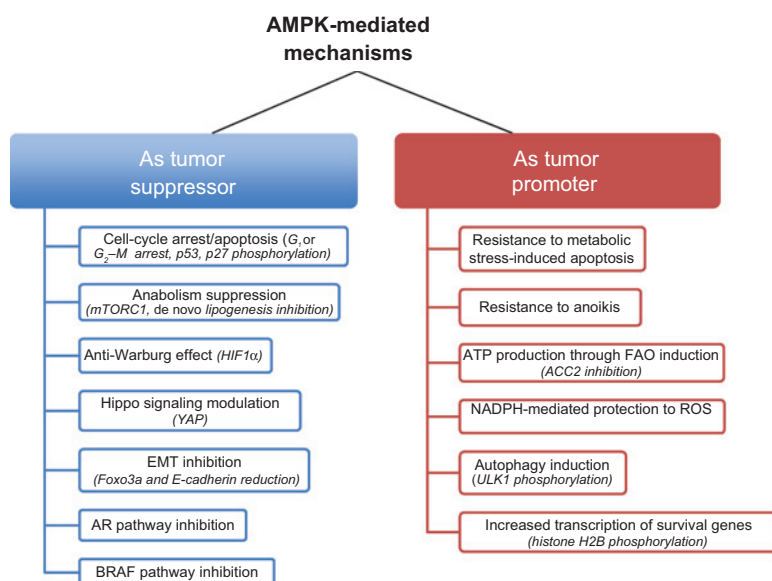 AMPK-mediated
mechanisms
As tumor
suppressor
Cell-cycle arrest/apoptosis (G₁ or
G₂–M arrest, p53, p27 phosphorylation)
Anabolism suppression
(mTORC1, de novo lipogenesis inhibition)
Anti-Warburg effect (HIF1α)
Hippo signaling modulation
(YAP)
EMT inhibition
(Foxo3a and E-cadherin reduction)
AR pathway inhibition
BRAF pathway inhibition
As tumor
promoter
Resistance to metabolic
stress-induced apoptosis
Resistance to anoikis
ATP production through FAO induction
(ACC2 inhibition)
NADPH-mediated protection to ROS
Autophagy induction
(ULK1 phosphorylation)
Increased transcription of survival genes
(histone H2B phosphorylation)